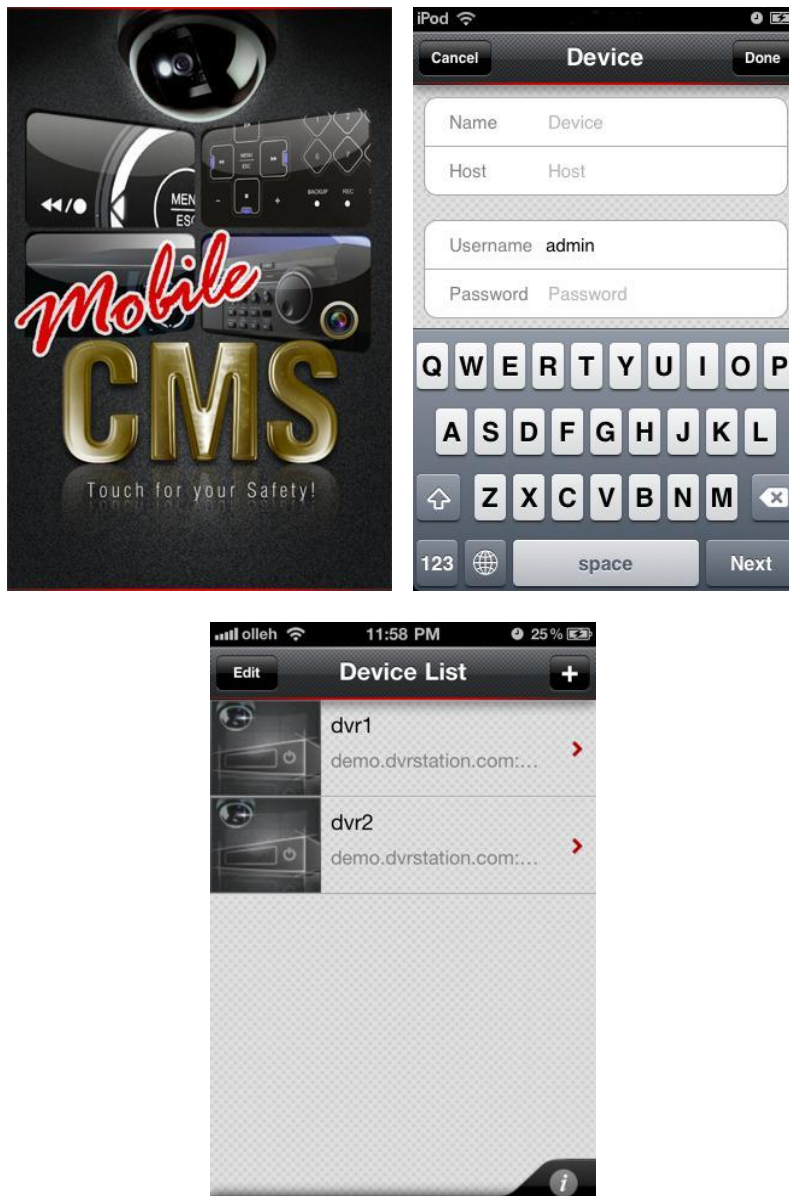 MENU
ESC
BACKUP
REC
Mobile
CMS
Touch for your Safety!
iPod
Cancel Device Done
Name Device
Host Host
Username admin
Password Password
Q W E R T Y U I O P
A S D F G H J K L
Z X C V B N M
123 space Next
olleh 11:58 PM 25%
Edit Device List +
dvr1
demo.dvrstation.com:...
dvr2
demo.dvrstation.com:...
i